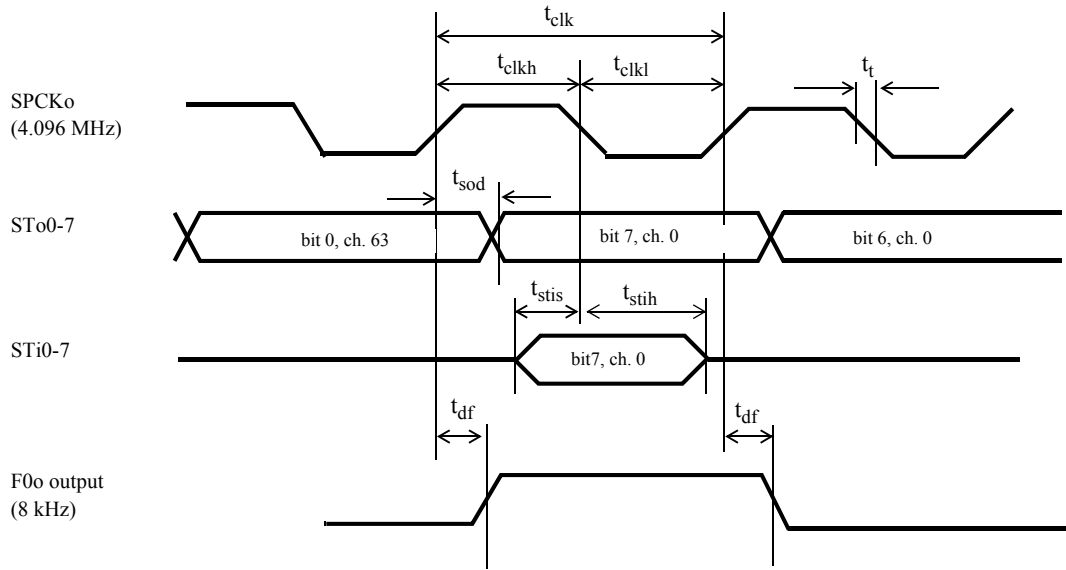 t_clk
t_clkh t_clkl t_t
SPCKo
(4.096 MHz)
t_sod
STo0-7
bit 0, ch. 63 bit 7, ch. 0 bit 6, ch. 0
t_stis t_stih
STi0-7
bit7, ch. 0
t_df t_df
F0o output
(8 kHz)